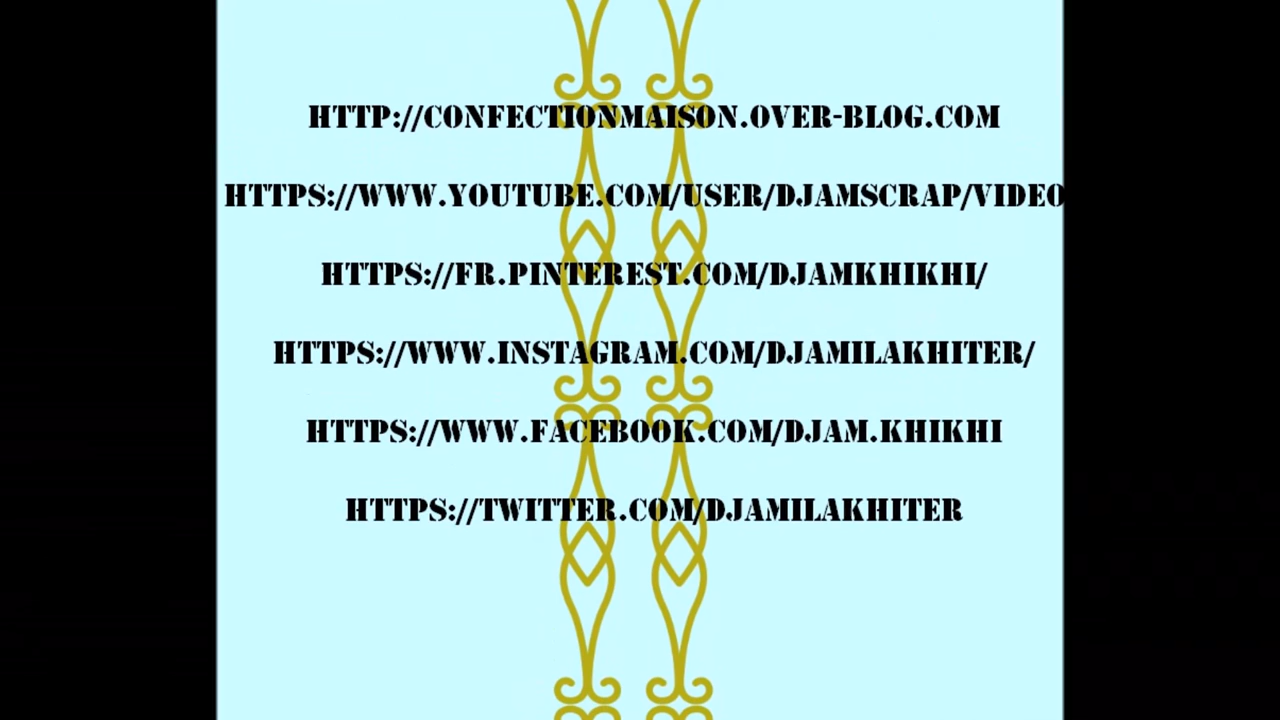 HTTP://CONFECTIONMAISON.OVER-BLOG.COM
HTTPS://WWW.YOUTUBE.COM/USER/DJAMSCRAP/VIDEO
HTTPS://FR.PINTEREST.COM/DJAMKHIKHI/
HTTPS://WWW.INSTAGRAM.COM/DJAMILAKHITER/
HTTPS://WWW.FACEBOOK.COM/DJAM.KHIKHI
HTTPS://TWITTER.COM/DJAMILAKHITER